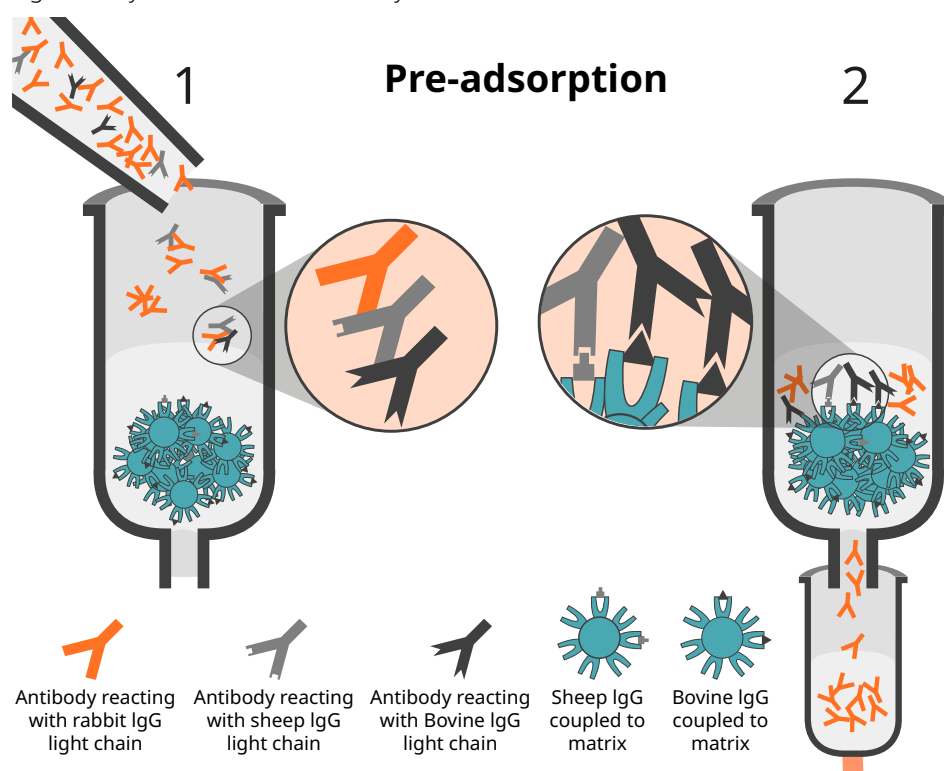 1
Pre-adsorption
2
Antibody reacting
with rabbit IgG
light chain
Antibody reacting
with sheep IgG
light chain
Antibody reacting
with Bovine IgG
light chain
Sheep IgG
coupled to
matrix
Bovine IgG
coupled to
matrix